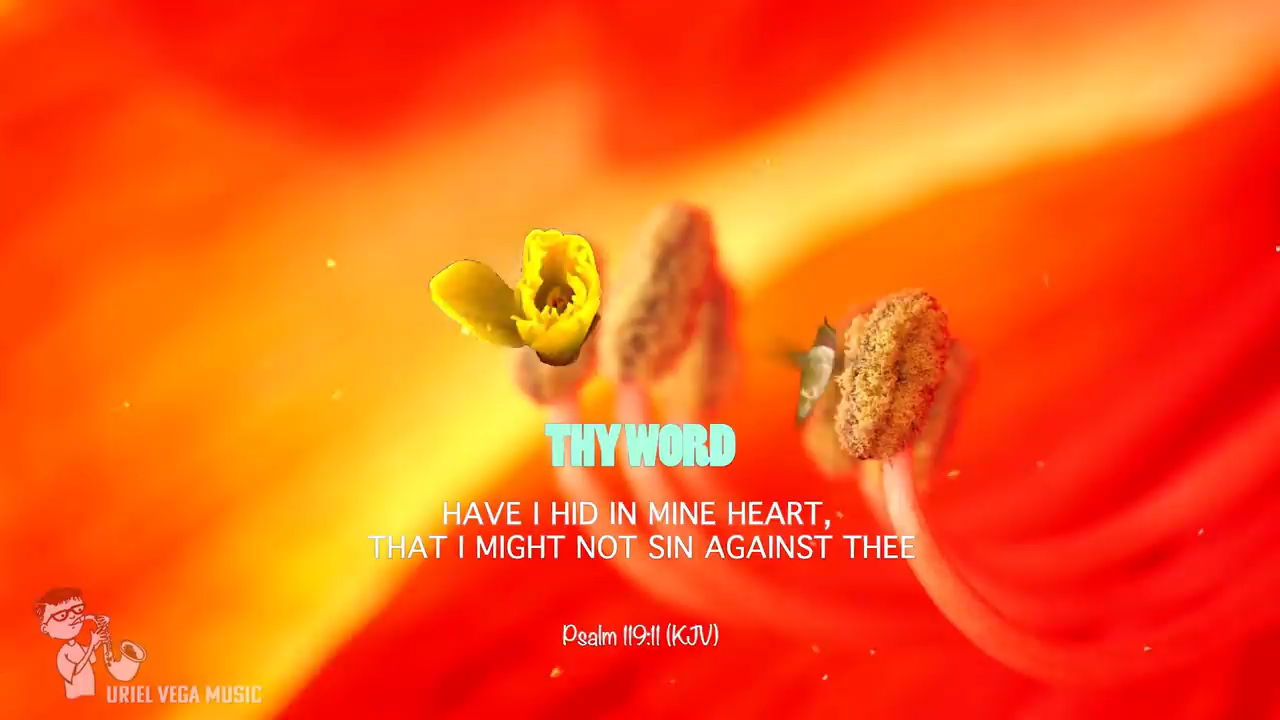 THY WORD
HAVE I HID IN MINE HEART,
THAT I MIGHT NOT SIN AGAINST THEE
Psalm 119:11 (KJV)
URIEL VEGA MUSIC